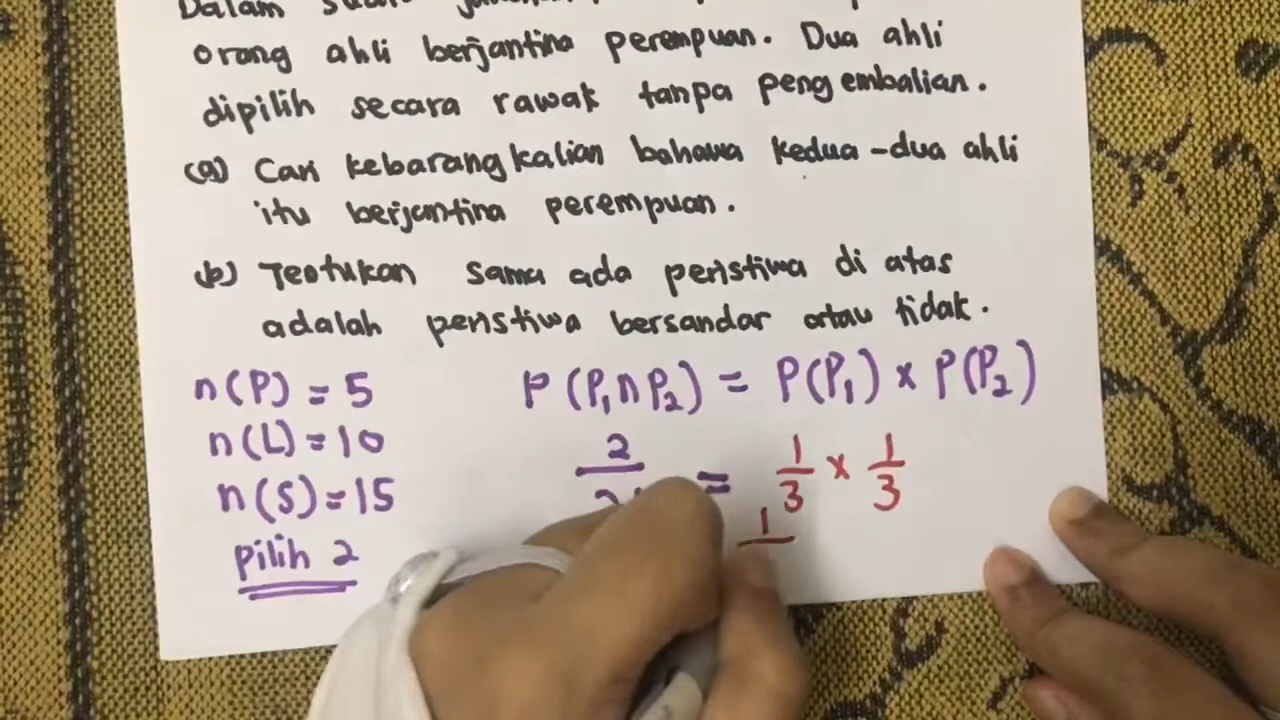 Dalam
orang ahli berjantina perempuan. Dua ahli
dipilih secara rawak tanpa pengembalian.
(a) Cari kebarangkalian bahawa kedua-dua ahli
itu berjantina perempuan.
(b) Tentukan sama ada peristiwa di atas
adalah peristiwa bersandar atau tidak.
n(P) = 5
n(L) = 10
n(S) = 15
pilih 2
P(P₁∩P₂) = P(P₁) × P(P₂)
2/ = 1/3 × 1/3
1/